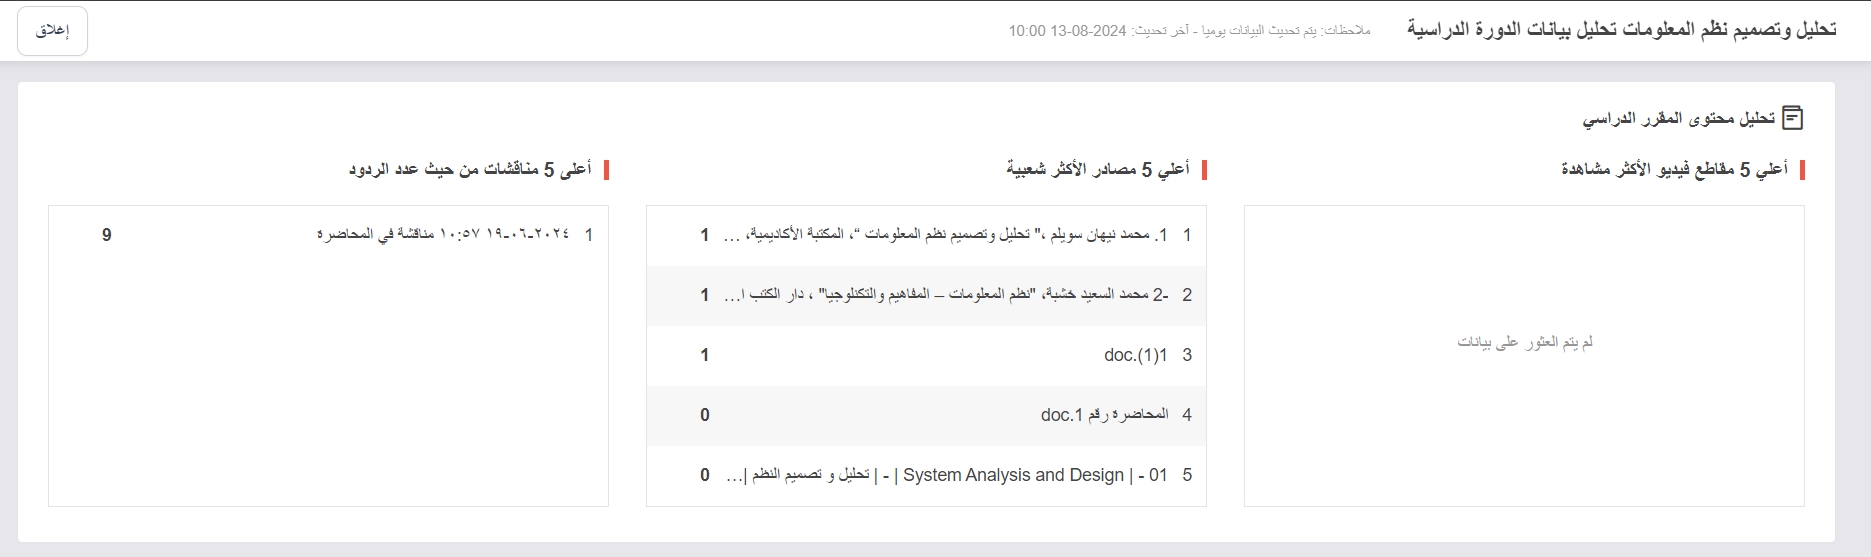 تحليل وتصميم نظم المعلومات تحليل بيانات الدورة الدراسية
ملاحظات: يتم تحديث البيانات يوميا - آخر تحديث: 2024-08-13 10:00
إغلاق
تحليل محتوى المقرر الدراسي
أعلي 5 مقاطع فيديو الأكثر مشاهدة
لم يتم العثور على بيانات
أعلي 5 مصادر الأكثر شعبية
1 1. محمد نبهان سويلم ،" تحليل وتصميم نظم المعلومات “، المكتبة الأكاديمية، ... 1
2 2- محمد السعيد خشبة، "نظم المعلومات – المفاهيم والتكنلوجيا" ، دار الكتب ا... 1
3 1(1).doc 1
4 المحاضرة رقم 1.doc 0
5 01 - | System Analysis and Design | - | تحليل و تصميم النظم |... 0
أعلى 5 مناقشات من حيث عدد الردود
1 ٢٠٢٤-٠٦-١٩ ١٠:٥٧ مناقشة في المحاضرة 9